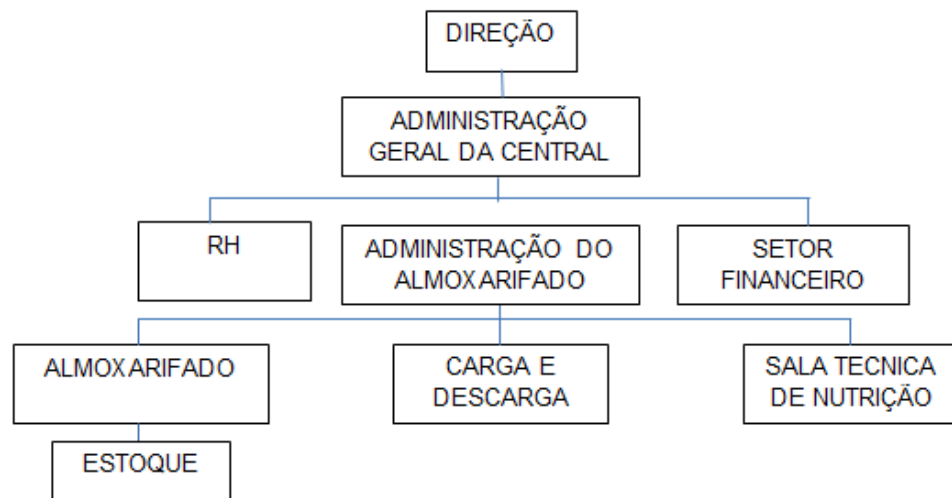 DIREÇÃO
ADMINISTRAÇÃO
GERAL DA CENTRAL
RH
ADMINISTRAÇÃO DO
ALMOXARIFADO
SETOR
FINANCEIRO
ALMOXARIFADO
CARGA E
DESCARGA
SALA TECNICA
DE NUTRIÇÃO
ESTOQUE